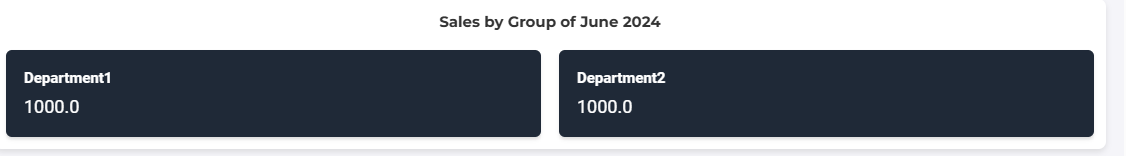 Sales by Group of June 2024
Department1
1000.0
Department2
1000.0